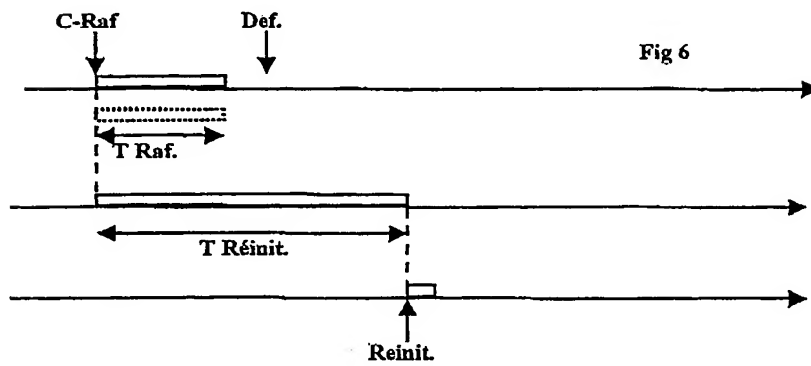 C-Raf
Def.
Fig 6
T Raf.
T Réinit.
Reinit.